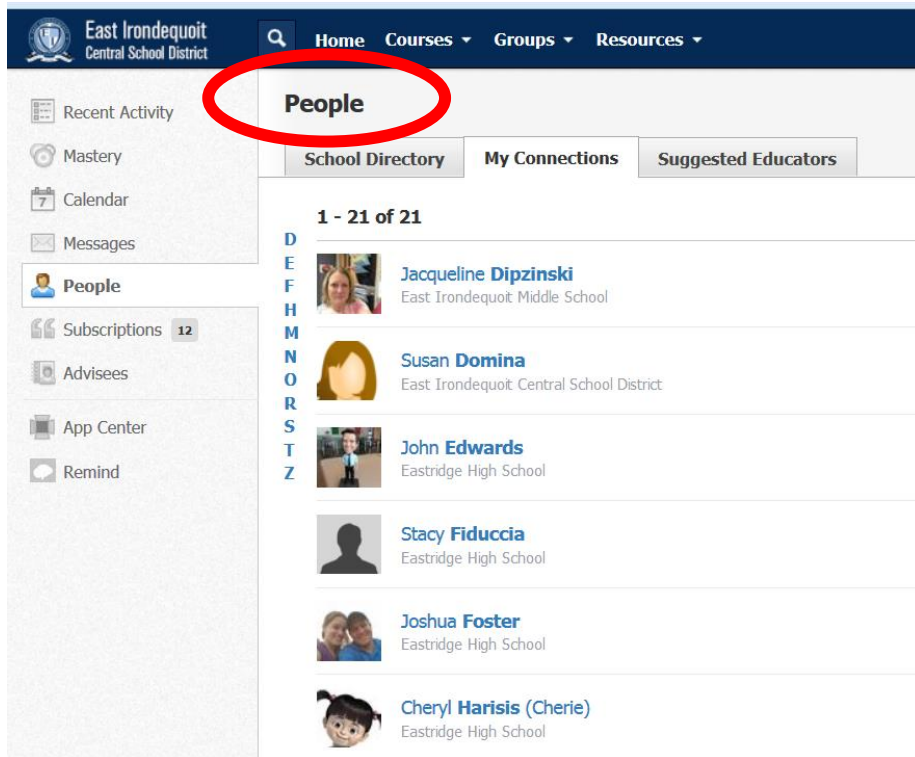 East Irondequoit
Central School District
Home Courses Groups Resources
Recent Activity
Mastery
7 Calendar
Messages
People
Subscriptions 12
Advisees
App Center
Remind
People
School Directory My Connections Suggested Educators
1 - 21 of 21
D
E
F
H
M
N
O
R
S
T
Z
Jacqueline Dipzinski
East Irondequoit Middle School
Susan Domina
East Irondequoit Central School District
John Edwards
Eastridge High School
Stacy Fiduccia
Eastridge High School
Joshua Foster
Eastridge High School
Cheryl Harisis (Cherie)
Eastridge High School